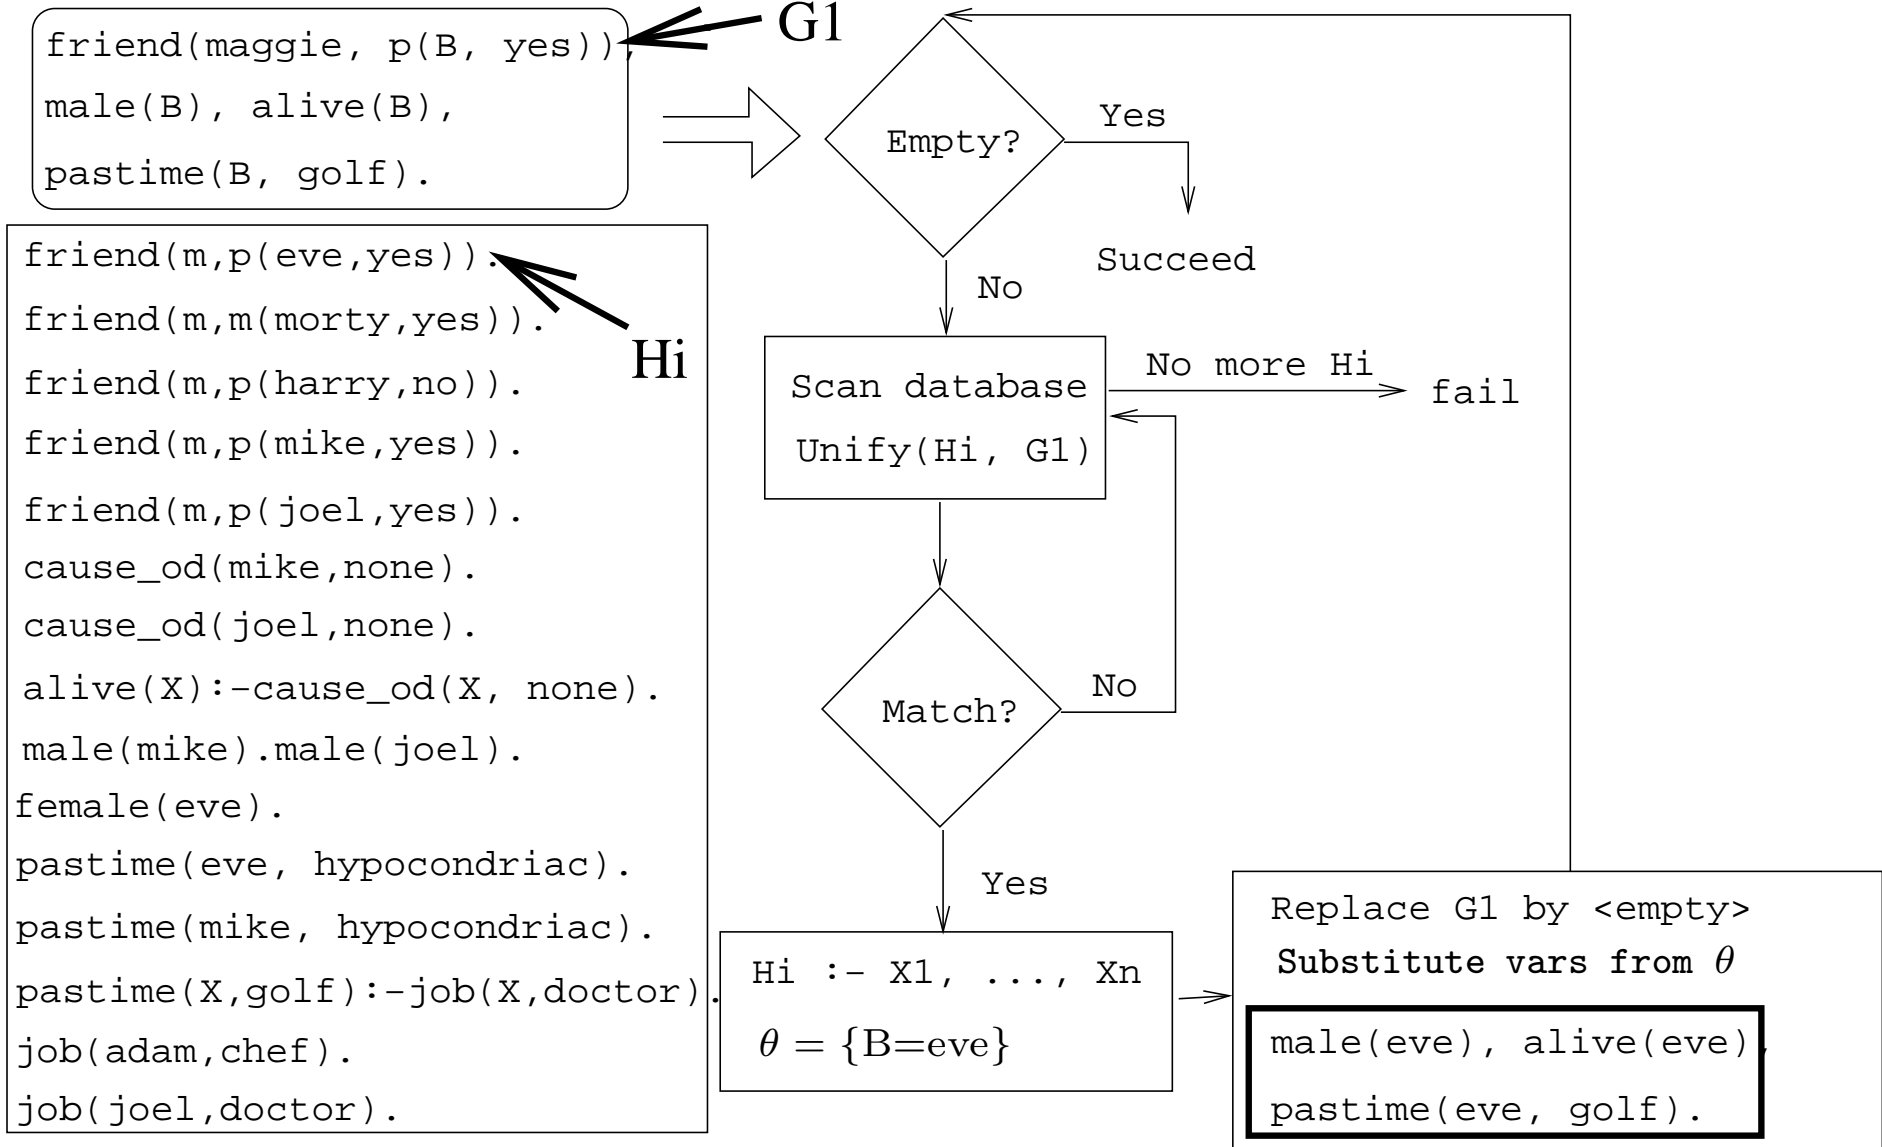 G1
friend(maggie, p(B, yes)),
male(B), alive(B),
pastime(B, golf).
friend(m,p(eve,yes)).
friend(m,m(morty,yes)).
Hi
friend(m,p(harry,no)).
friend(m,p(mike,yes)).
friend(m,p(joel,yes)).
cause_od(mike,none).
cause_od(joel,none).
alive(X):-cause_od(X, none).
male(mike).male(joel).
female(eve).
pastime(eve, hypocondriac).
pastime(mike, hypocondriac).
pastime(X,golf):-job(X,doctor).
job(adam,chef).
job(joel,doctor).
Empty?
Yes
Succeed
No
Scan database
Unify(Hi, G1)
No more Hi
fail
Match?
No
Yes
Hi :- X1, ..., Xn
θ = {B=eve}
Replace G1 by <empty>
Substitute vars from θ
male(eve), alive(eve),
pastime(eve, golf).